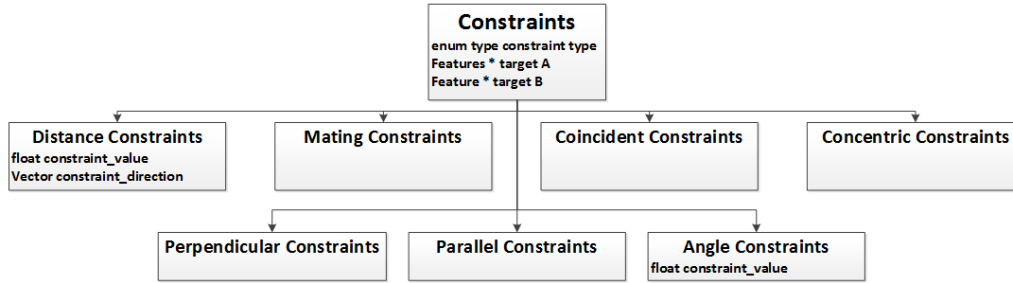 Constraints
enum type constraint type
Features * target A
Feature * target B
Distance Constraints
float constraint_value
Vector constraint_direction
Mating Constraints
Coincident Constraints
Concentric Constraints
Perpendicular Constraints
Parallel Constraints
Angle Constraints
float constraint_value